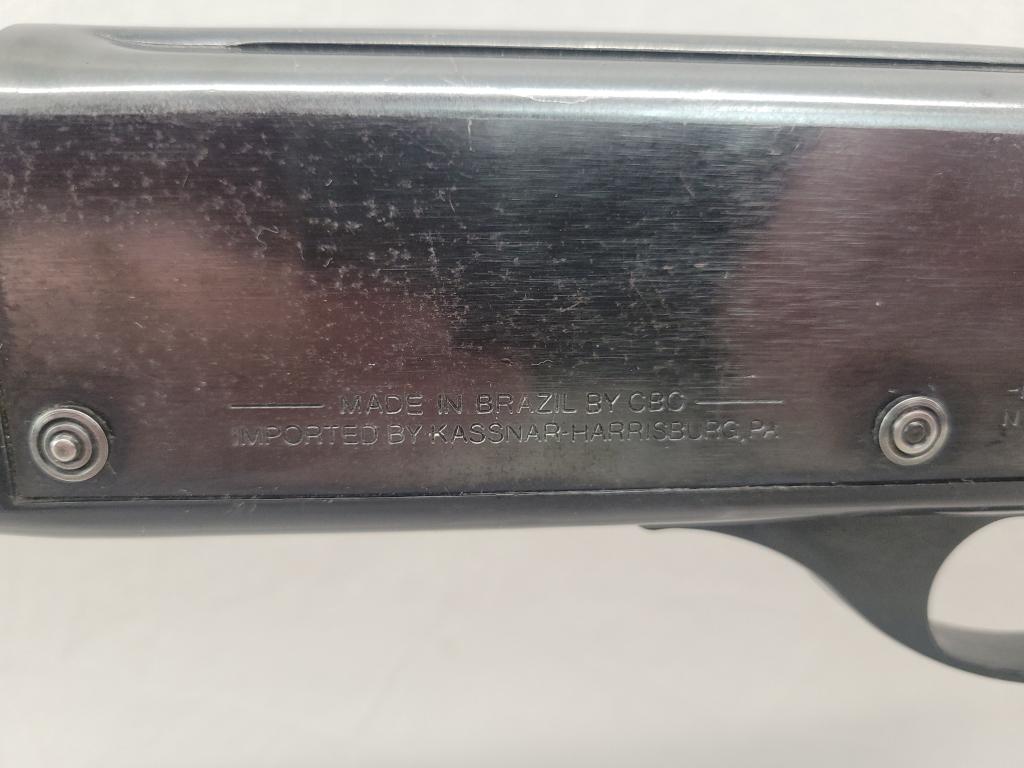 MADE IN BRAZIL BY CBC
IMPORTED BY KASSNAR-HARRISBURG, PA